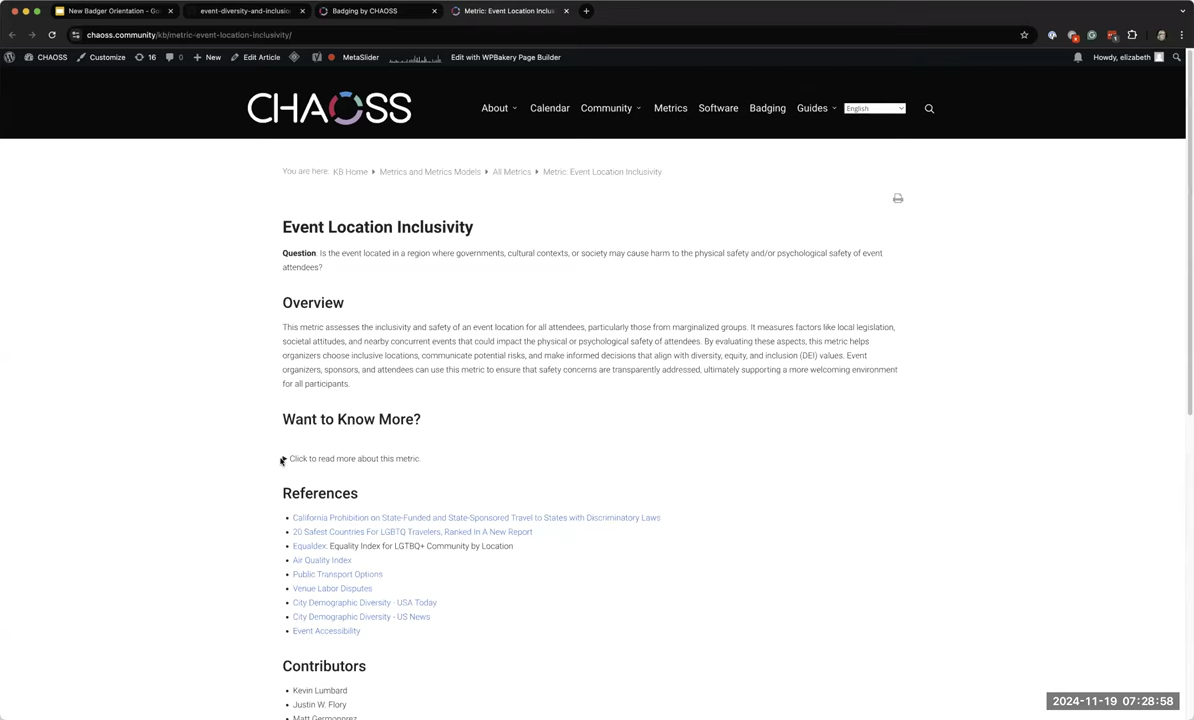 New Badger Orientation - Go
event-diversity-and-inclusio
Badging by CHAOSS
Metric: Event Location Inclus
chaoss.community/kb/metric-event-location-inclusivity/
CHAOSS
Customize
16
0
New
Edit Article
MetaSlider
Edit with WPBakery Page Builder
Howdy, elizabeth
CHAOSS
About
Calendar
Community
Metrics
Software
Badging
Guides
English
You are here: KB Home Metrics and Metrics Models All Metrics Metric: Event Location Inclusivity
Event Location Inclusivity
Question: Is the event located in a region where governments, cultural contexts, or society may cause harm to the physical safety and/or psychological safety of event
attendees?
Overview
This metric assesses the inclusivity and safety of an event location for all attendees, particularly those from marginalized groups. It measures factors like local legislation,
societal attitudes, and nearby concurrent events that could impact the physical or psychological safety of attendees. By evaluating these aspects, this metric helps
organizers choose inclusive locations, communicate potential risks, and make informed decisions that align with diversity, equity, and inclusion (DEI) values. Event
organizers, sponsors, and attendees can use this metric to ensure that safety concerns are transparently addressed, ultimately supporting a more welcoming environment
for all participants.
Want to Know More?
Click to read more about this metric.
References
California Prohibition on State-Funded and State-Sponsored Travel to States with Discriminatory Laws
20 Safest Countries For LGBTQ Travelers, Ranked In A New Report
Equaldex: Equality Index for LGTBQ+ Community by Location
Air Quality Index
Public Transport Options
Venue Labor Disputes
City Demographic Diversity - USA Today
City Demographic Diversity - US News
Event Accessibility
Contributors
Kevin Lumbard
Justin W. Flory
Matt Germonprez
2024-11-19 07:28:58